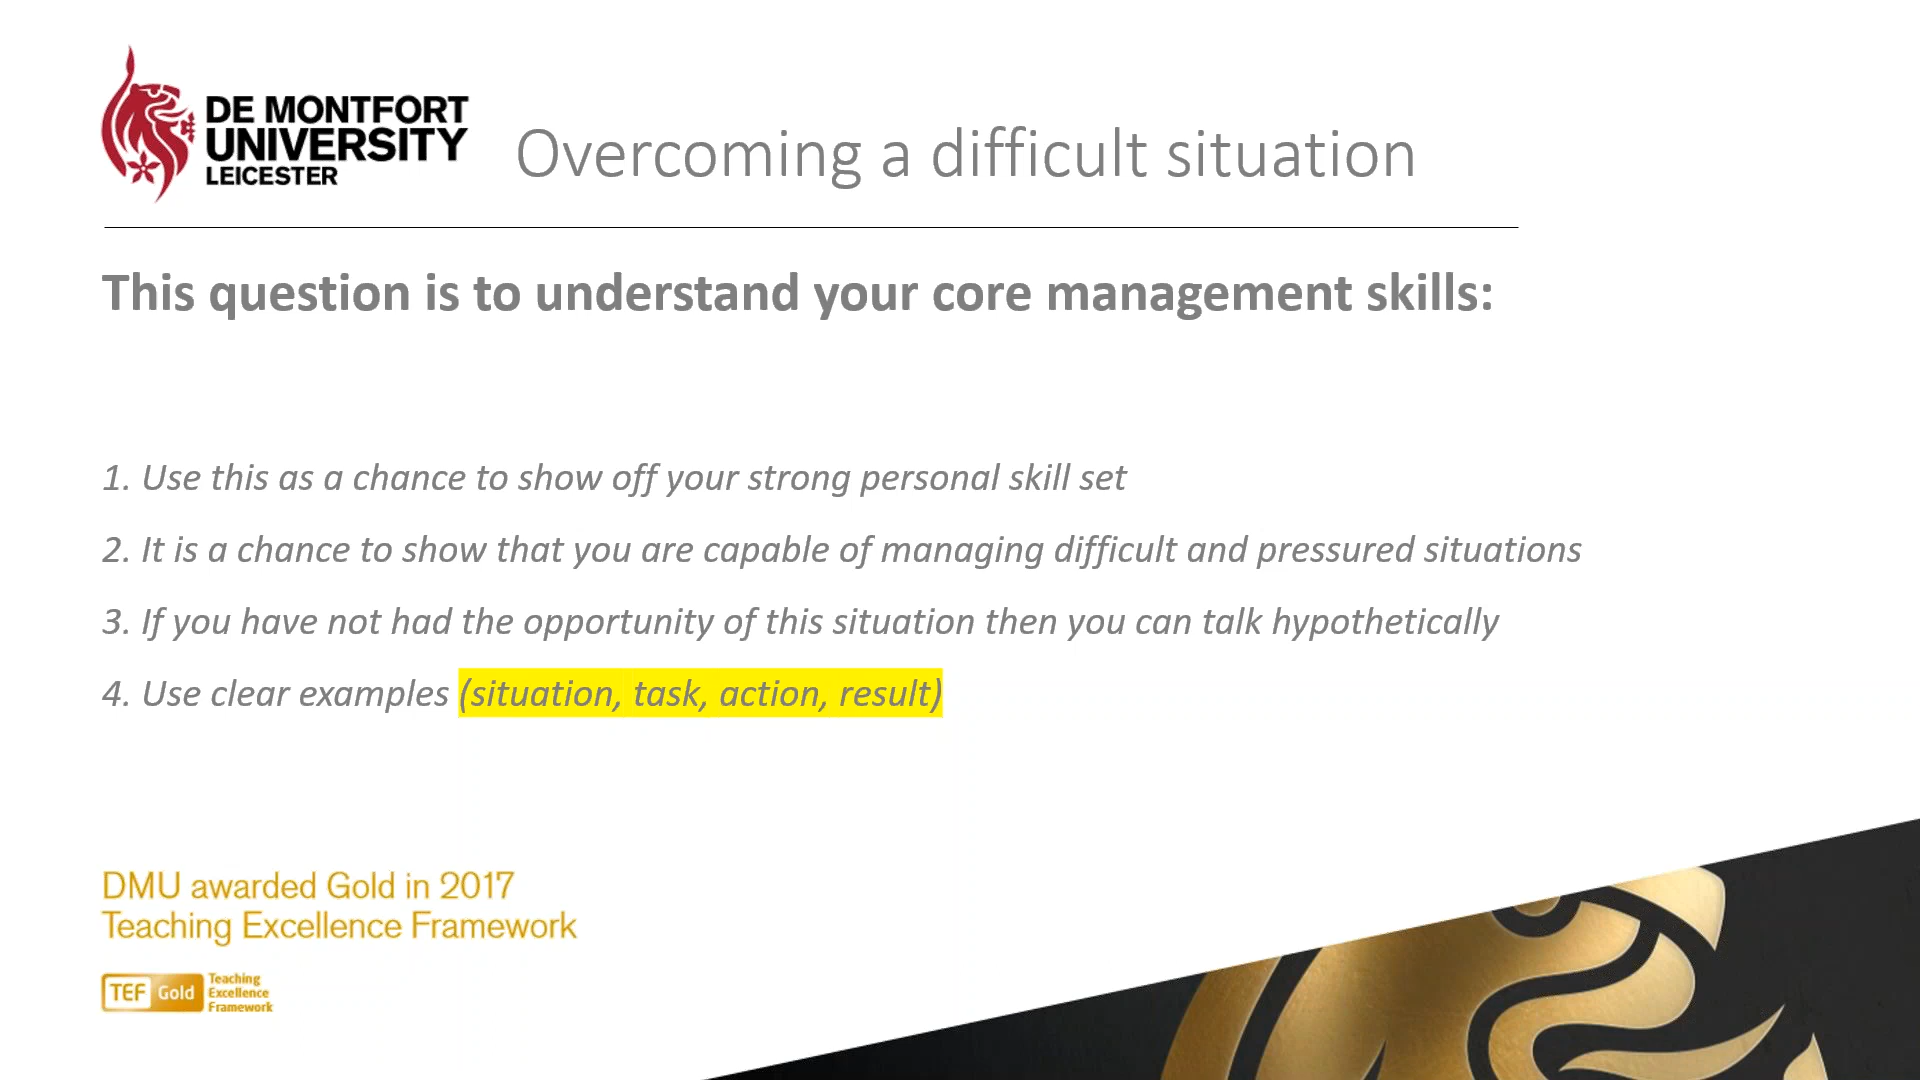 DE MONTFORT
UNIVERSITY
LEICESTER
Overcoming a difficult situation
This question is to understand your core management skills:
1. Use this as a chance to show off your strong personal skill set
2. It is a chance to show that you are capable of managing difficult and pressured situations
3. If you have not had the opportunity of this situation then you can talk hypothetically
4. Use clear examples (situation, task, action, result)
DMU awarded Gold in 2017
Teaching Excellence Framework
TEF Gold
Teaching
Excellence
Framework